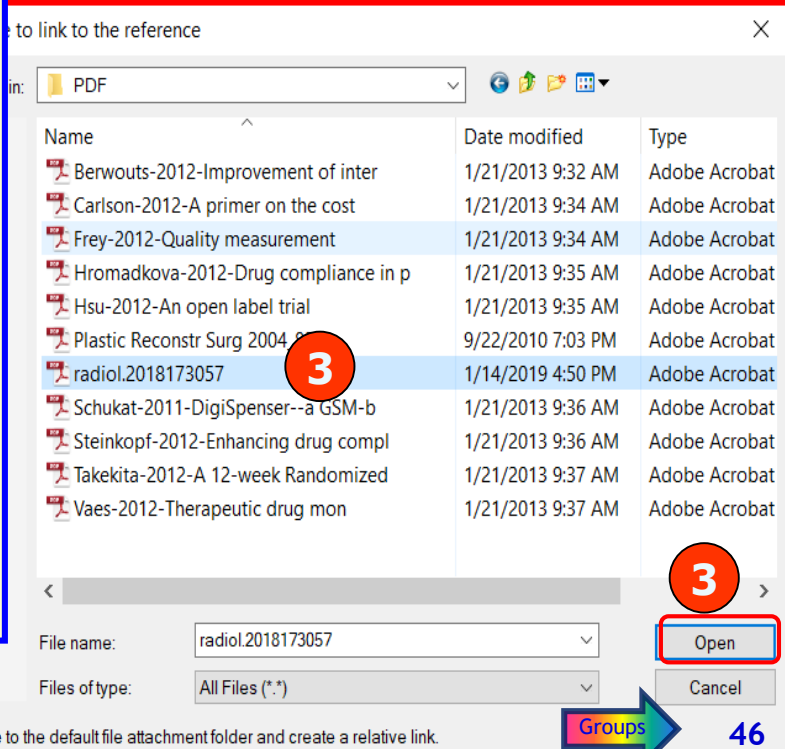 e to link to the reference
in: PDF
Name Date modified Type
Berwouts-2012-Improvement of inter 1/21/2013 9:32 AM Adobe Acrobat
Carlson-2012-A primer on the cost 1/21/2013 9:34 AM Adobe Acrobat
Frey-2012-Quality measurement 1/21/2013 9:34 AM Adobe Acrobat
Hromadkova-2012-Drug compliance in p 1/21/2013 9:35 AM Adobe Acrobat
Hsu-2012-An open label trial 1/21/2013 9:35 AM Adobe Acrobat
Plastic Reconstr Surg 2004 9/22/2010 7:03 PM Adobe Acrobat
radiol.2018173057 3 1/14/2019 4:50 PM Adobe Acrobat
Schukat-2011-DigiSpenser--a GSM-b 1/21/2013 9:36 AM Adobe Acrobat
Steinkopf-2012-Enhancing drug compl 1/21/2013 9:36 AM Adobe Acrobat
Takekita-2012-A 12-week Randomized 1/21/2013 9:37 AM Adobe Acrobat
Vaes-2012-Therapeutic drug mon 1/21/2013 9:37 AM Adobe Acrobat
3
File name: radiol.2018173057 Open
Files of type: All Files (*.*) Cancel
e to the default file attachment folder and create a relative link.
Groups 46